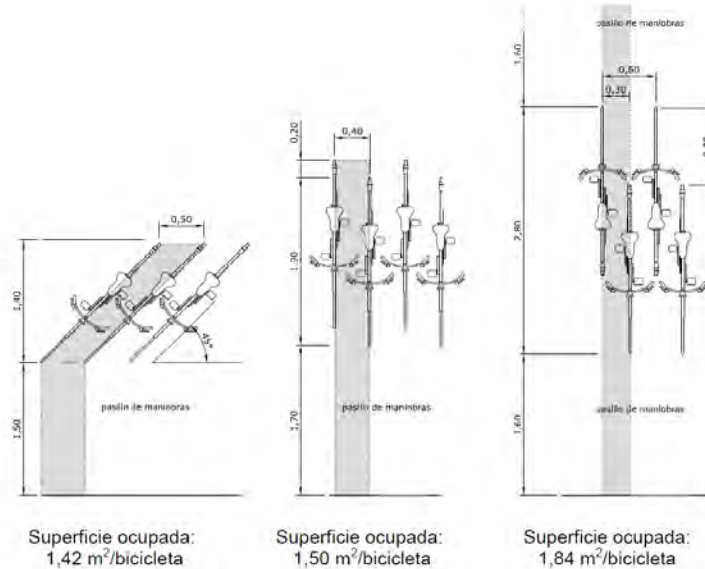 pasillo de maniobras
1,60
0,60
0,30
2,80
pasillo de maniobras
1,60
0,20
0,40
1,90
pasillo de maniobras
1,70
0,50
1,40
45°
pasillo de maniobras
1,50
Superficie ocupada:
1,42 m²/bicicleta
Superficie ocupada:
1,50 m²/bicicleta
Superficie ocupada:
1,84 m²/bicicleta